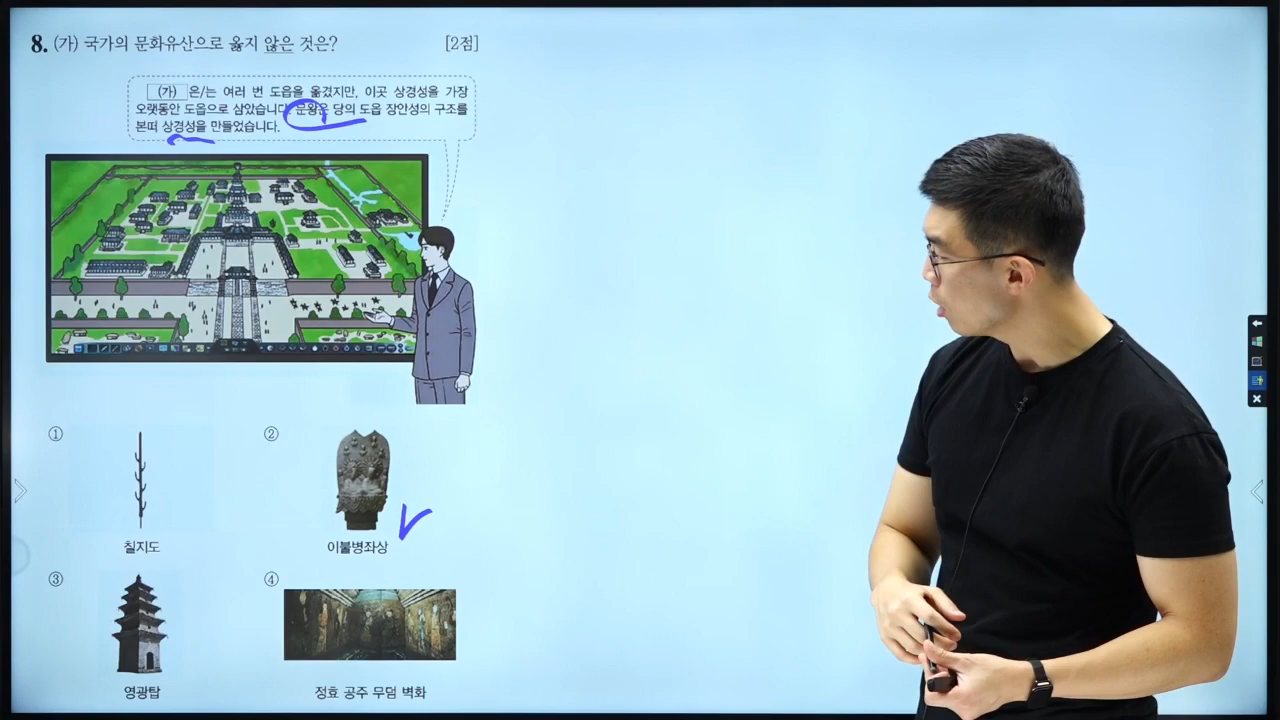 8. (가) 국가의 문화유산으로 옳지 않은 것은? [2점]
(가) 은/는 여러 번 도읍을 옮겼지만, 이곳 상경성을 가장
오랫동안 도읍으로 삼았습니다. 문왕은 당의 도읍 장안성의 구조를
본떠 상경성을 만들었습니다.
① ②
칠지도 이불병좌상
③ ④
영광탑 정효 공주 무덤 벽화